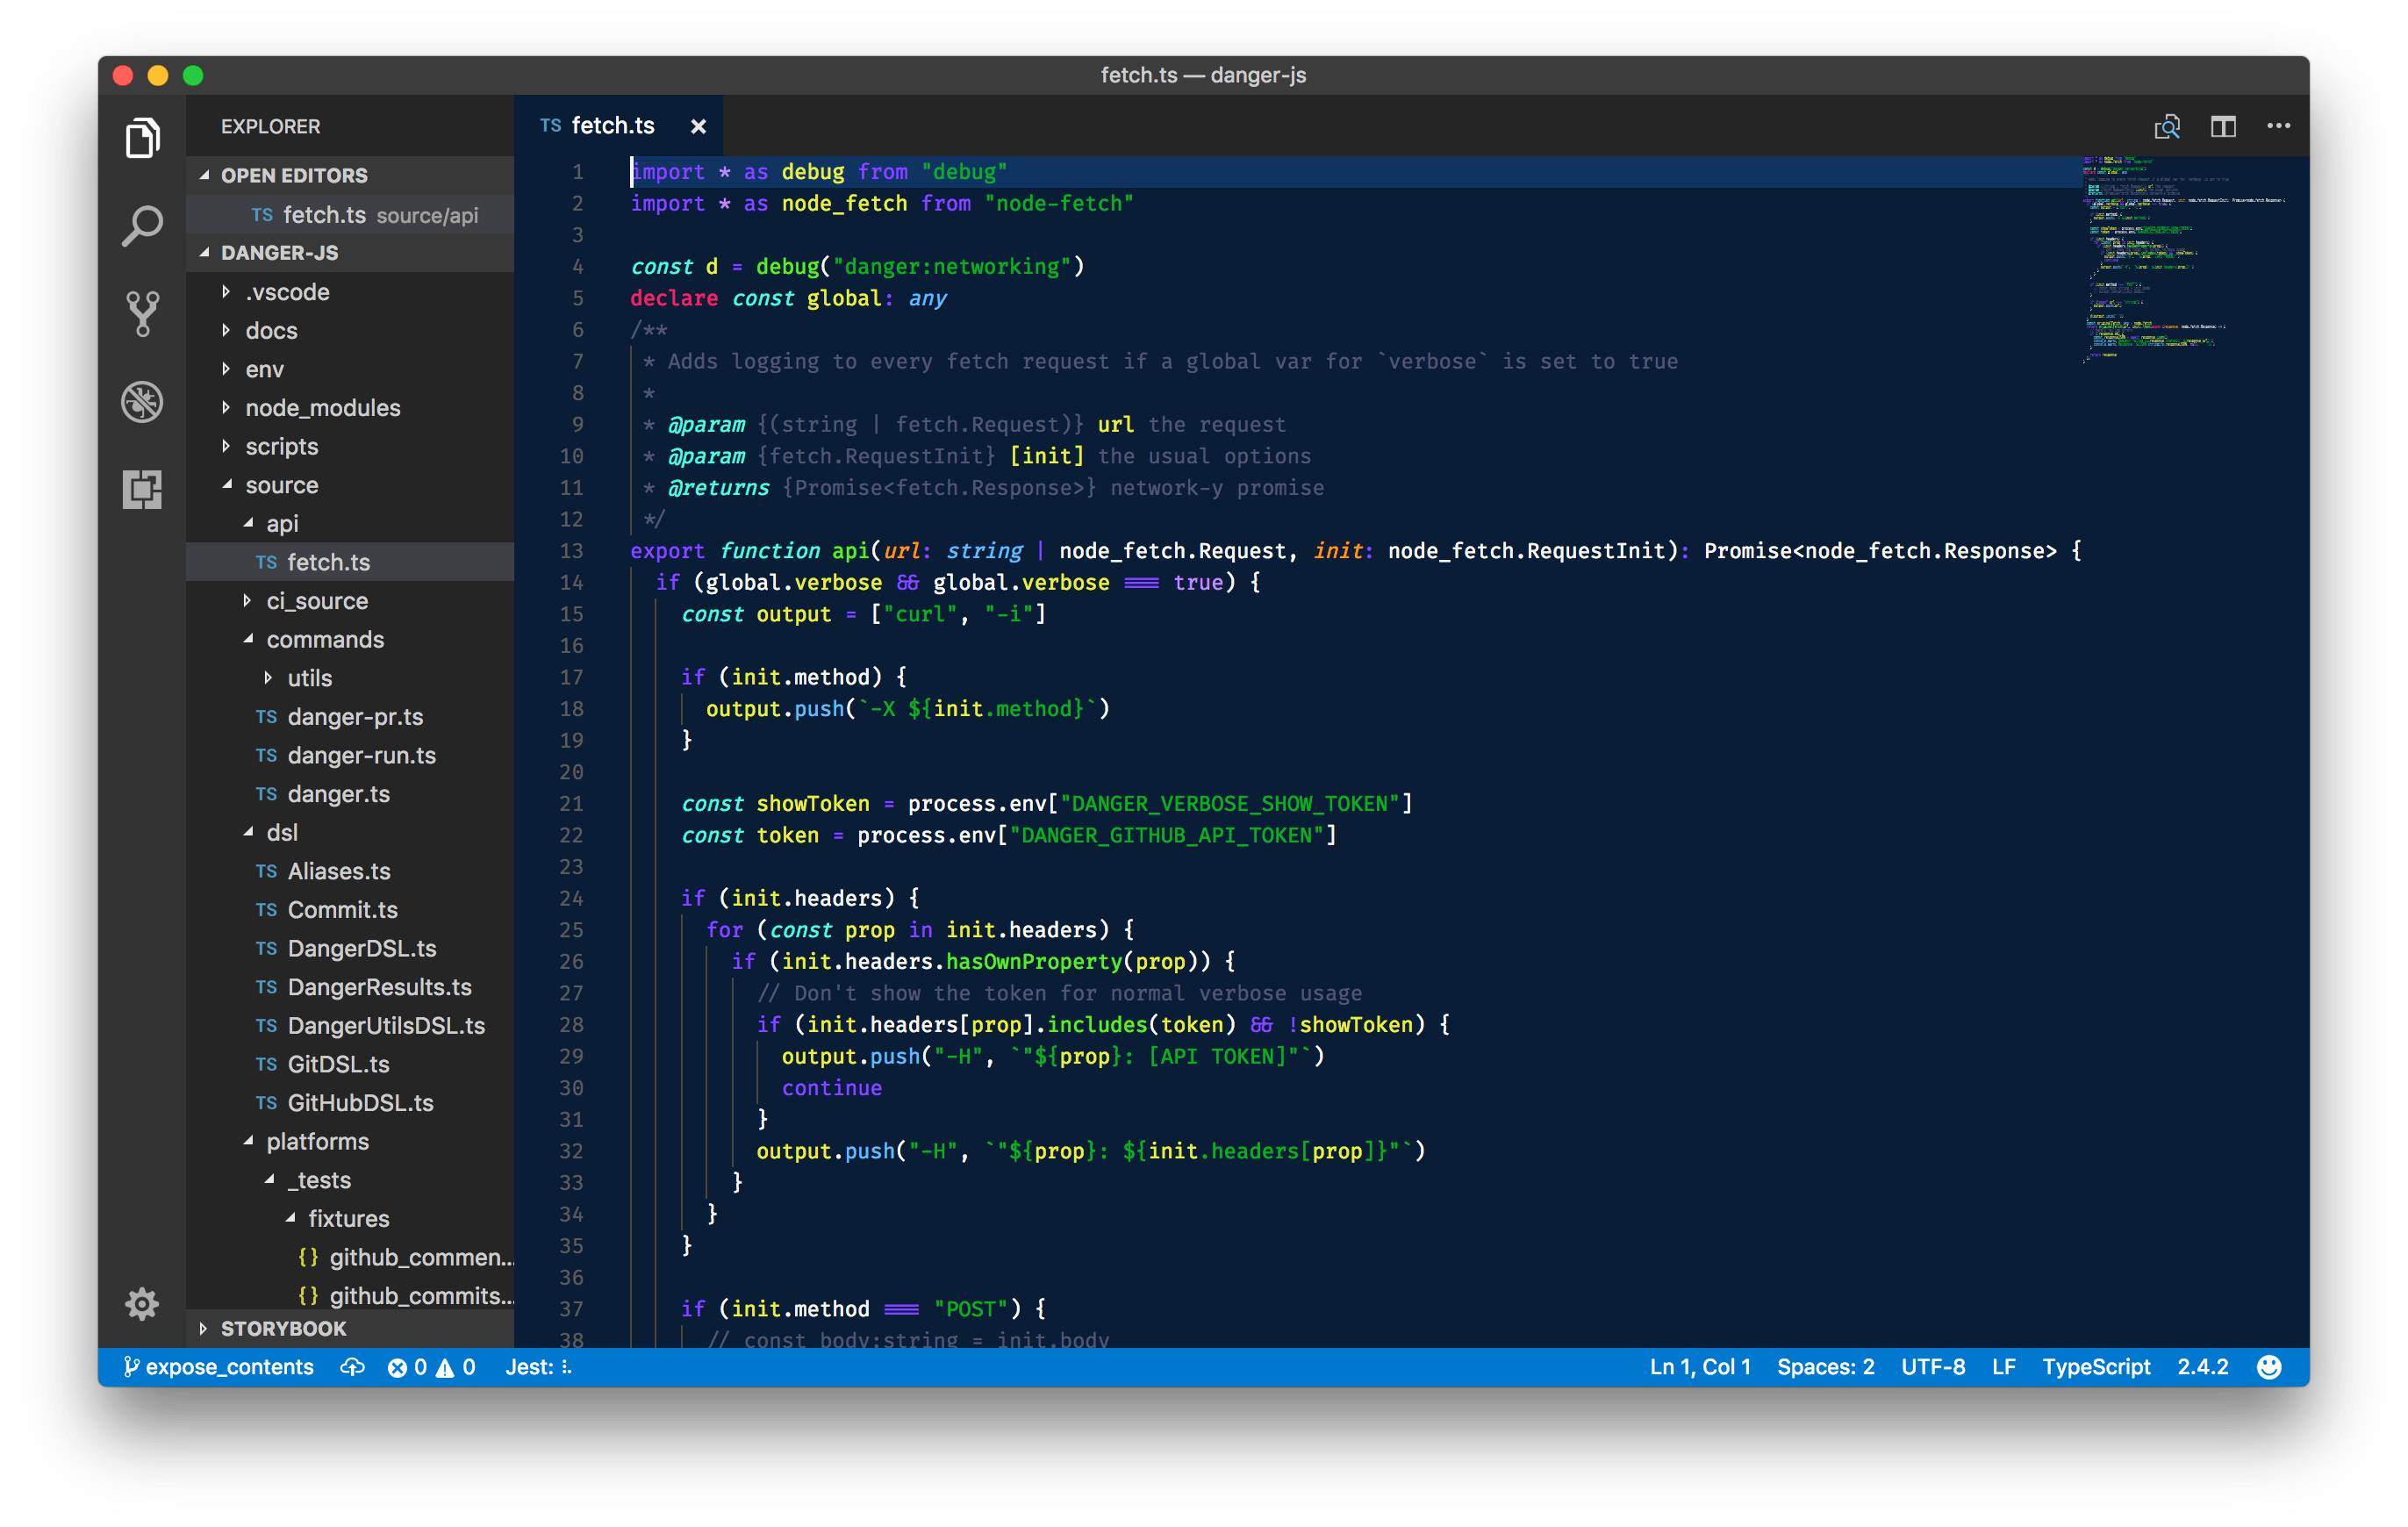 fetch.ts — danger-js
EXPLORER
OPEN EDITORS
TS fetch.ts source/api
DANGER-JS
.vscode
docs
env
node_modules
scripts
source
api
TS fetch.ts
ci_source
commands
utils
TS danger-pr.ts
TS danger-run.ts
TS danger.ts
dsl
TS Aliases.ts
TS Commit.ts
TS DangerDSL.ts
TS DangerResults.ts
TS DangerUtilsDSL.ts
TS GitDSL.ts
TS GitHubDSL.ts
platforms
_tests
fixtures
{} github_commen...
{} github_commits...
STORYBOOK
TS fetch.ts ×
1 import * as debug from "debug"
2 import * as node_fetch from "node-fetch"
3
4 const d = debug("danger:networking")
5 declare const global: any
6 /**
7 * Adds logging to every fetch request if a global var for `verbose` is set to true
8 *
9 * @param {(string | fetch.Request)} url the request
10 * @param {fetch.RequestInit} [init] the usual options
11 * @returns {Promise<fetch.Response>} network-y promise
12 */
13 export function api(url: string | node_fetch.Request, init: node_fetch.RequestInit): Promise<node_fetch.Response> {
14 if (global.verbose && global.verbose === true) {
15 const output = ["curl", "-i"]
16
17 if (init.method) {
18 output.push(`-X ${init.method}`)
19 }
20
21 const showToken = process.env["DANGER_VERBOSE_SHOW_TOKEN"]
22 const token = process.env["DANGER_GITHUB_API_TOKEN"]
23
24 if (init.headers) {
25 for (const prop in init.headers) {
26 if (init.headers.hasOwnProperty(prop)) {
27 // Don't show the token for normal verbose usage
28 if (init.headers[prop].includes(token) && !showToken) {
29 output.push("-H", `"${prop}: [API TOKEN]"`)
30 continue
31 }
32 output.push("-H", `"${prop}: ${init.headers[prop]}"`)
33 }
34 }
35 }
36
37 if (init.method === "POST") {
38 // const body:string = init.body
expose_contents 0 0 Jest: Ln 1, Col 1 Spaces: 2 UTF-8 LF TypeScript 2.4.2